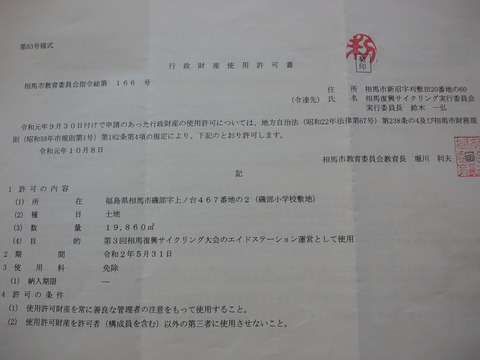 第83号様式
行政財産使用許可書
相馬市教育委員会指令総第 166 号
住 所 相馬市新沼字刈敷田20番地の60
(令達先) 氏 名 相馬復興サイクリング実行委員会
実行委員長 鈴木 一弘
令和元年9月30日付けで申請のあった行政財産の使用許可については、地方自治法(昭和22年法律第67号)第238条の4及び相馬市財務規
則(昭和58年市規則第1号)第182条第4項の規定により、下記のとおり許可します。
令和元年10月8日
相馬市教育委員会教育長 堀川 利夫
記
1 許可の内容
(1) 所 在 福島県相馬市磯部字上ノ台467番地の2(磯部小学校敷地)
(2) 種 目 土地
(3) 数 量 19,860㎡
(4) 目 的 第3回相馬復興サイクリング大会のエイドステーション運営として使用
2 期 間 令和2年5月31日
3 使 用 料 免除
(1) 納入期限 ―
4 許可の条件
(1) 使用許可財産を常に善良な管理者の注意をもって使用すること。
(2) 使用許可財産を許可者(構成員を含む)以外の第三者に使用させないこと。